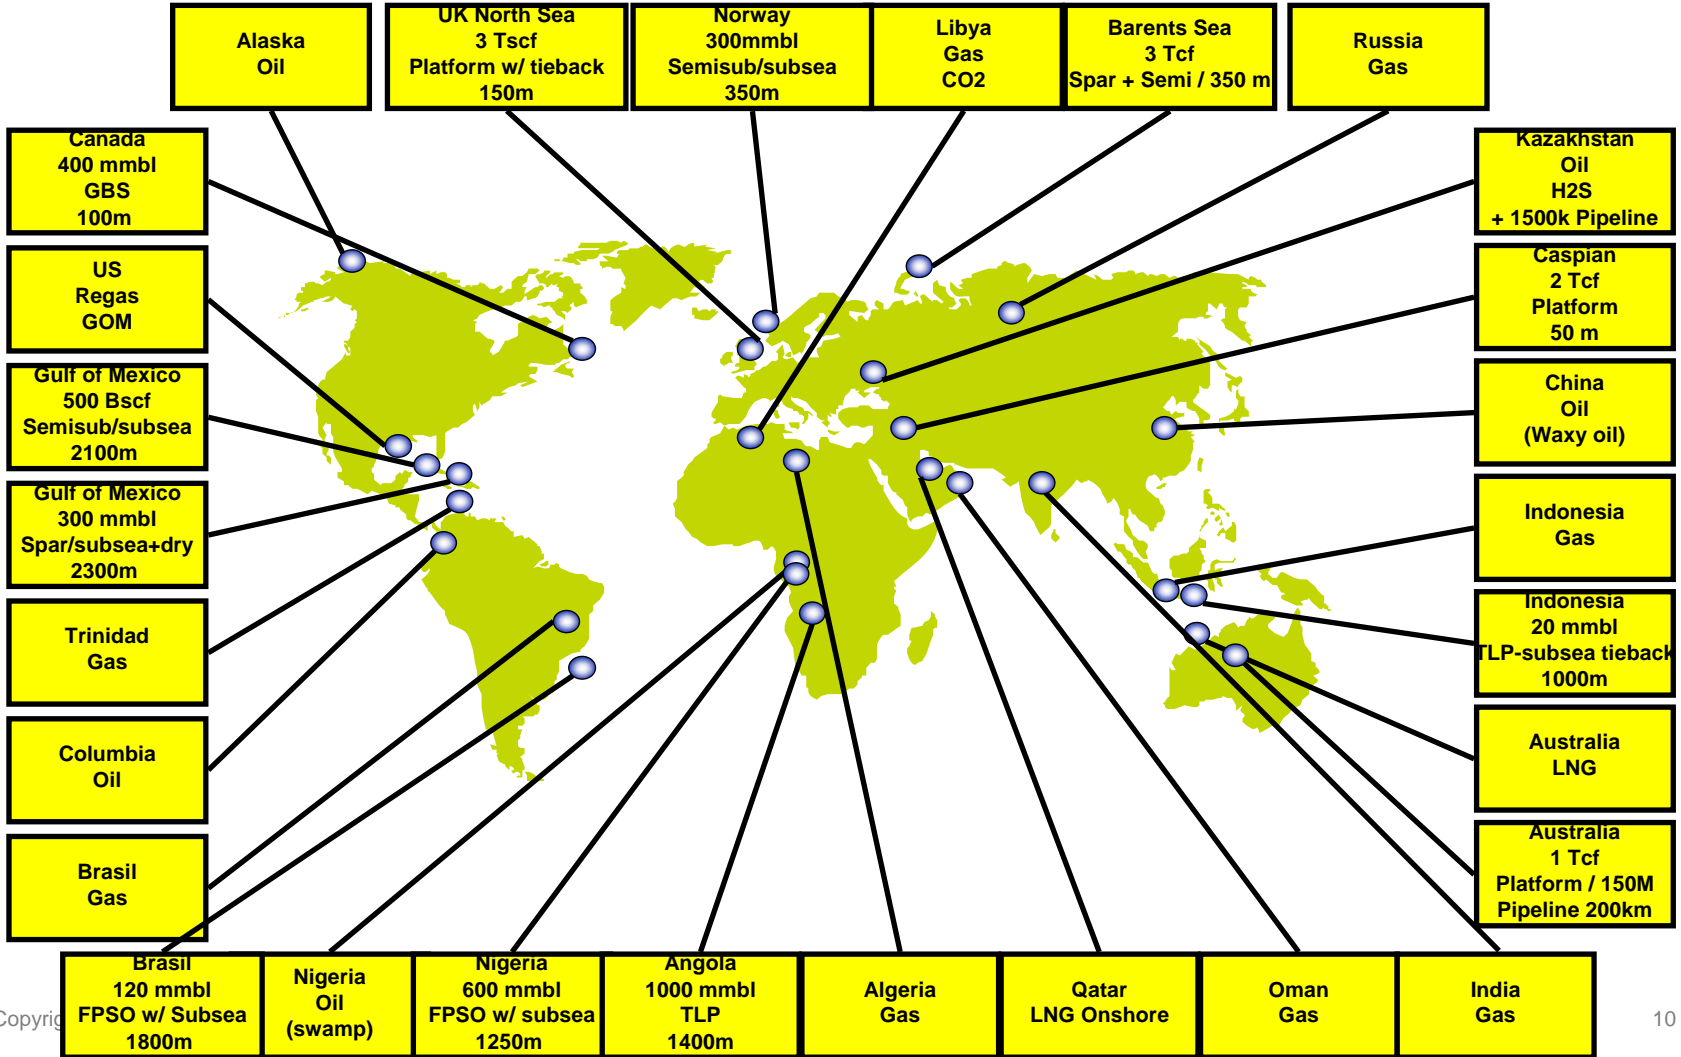 Alaska
Oil
UK North Sea
3 Tscf
Platform w/ tieback
150m
Norway
300mmbl
Semisub/subsea
350m
Libya
Gas
CO2
Barents Sea
3 Tcf
Spar + Semi / 350 m
Russia
Gas
Canada
400 mmbl
GBS
100m
US
Regas
GOM
Gulf of Mexico
500 Bscf
Semisub/subsea
2100m
Gulf of Mexico
300 mmbl
Spar/subsea+dry
2300m
Trinidad
Gas
Columbia
Oil
Brasil
Gas
Kazakhstan
Oil
H2S
+ 1500k Pipeline
Caspian
2 Tcf
Platform
50 m
China
Oil
(Waxy oil)
Indonesia
Gas
Indonesia
20 mmbl
TLP-subsea tieback
1000m
Australia
LNG
Australia
1 Tcf
Platform / 150M
Pipeline 200km
Brasil
120 mmbl
FPSO w/ Subsea
1800m
Nigeria
Oil
(swamp)
Nigeria
600 mmbl
FPSO w/ subsea
1250m
Angola
1000 mmbl
TLP
1400m
Algeria
Gas
Qatar
LNG Onshore
Oman
Gas
India
Gas
10